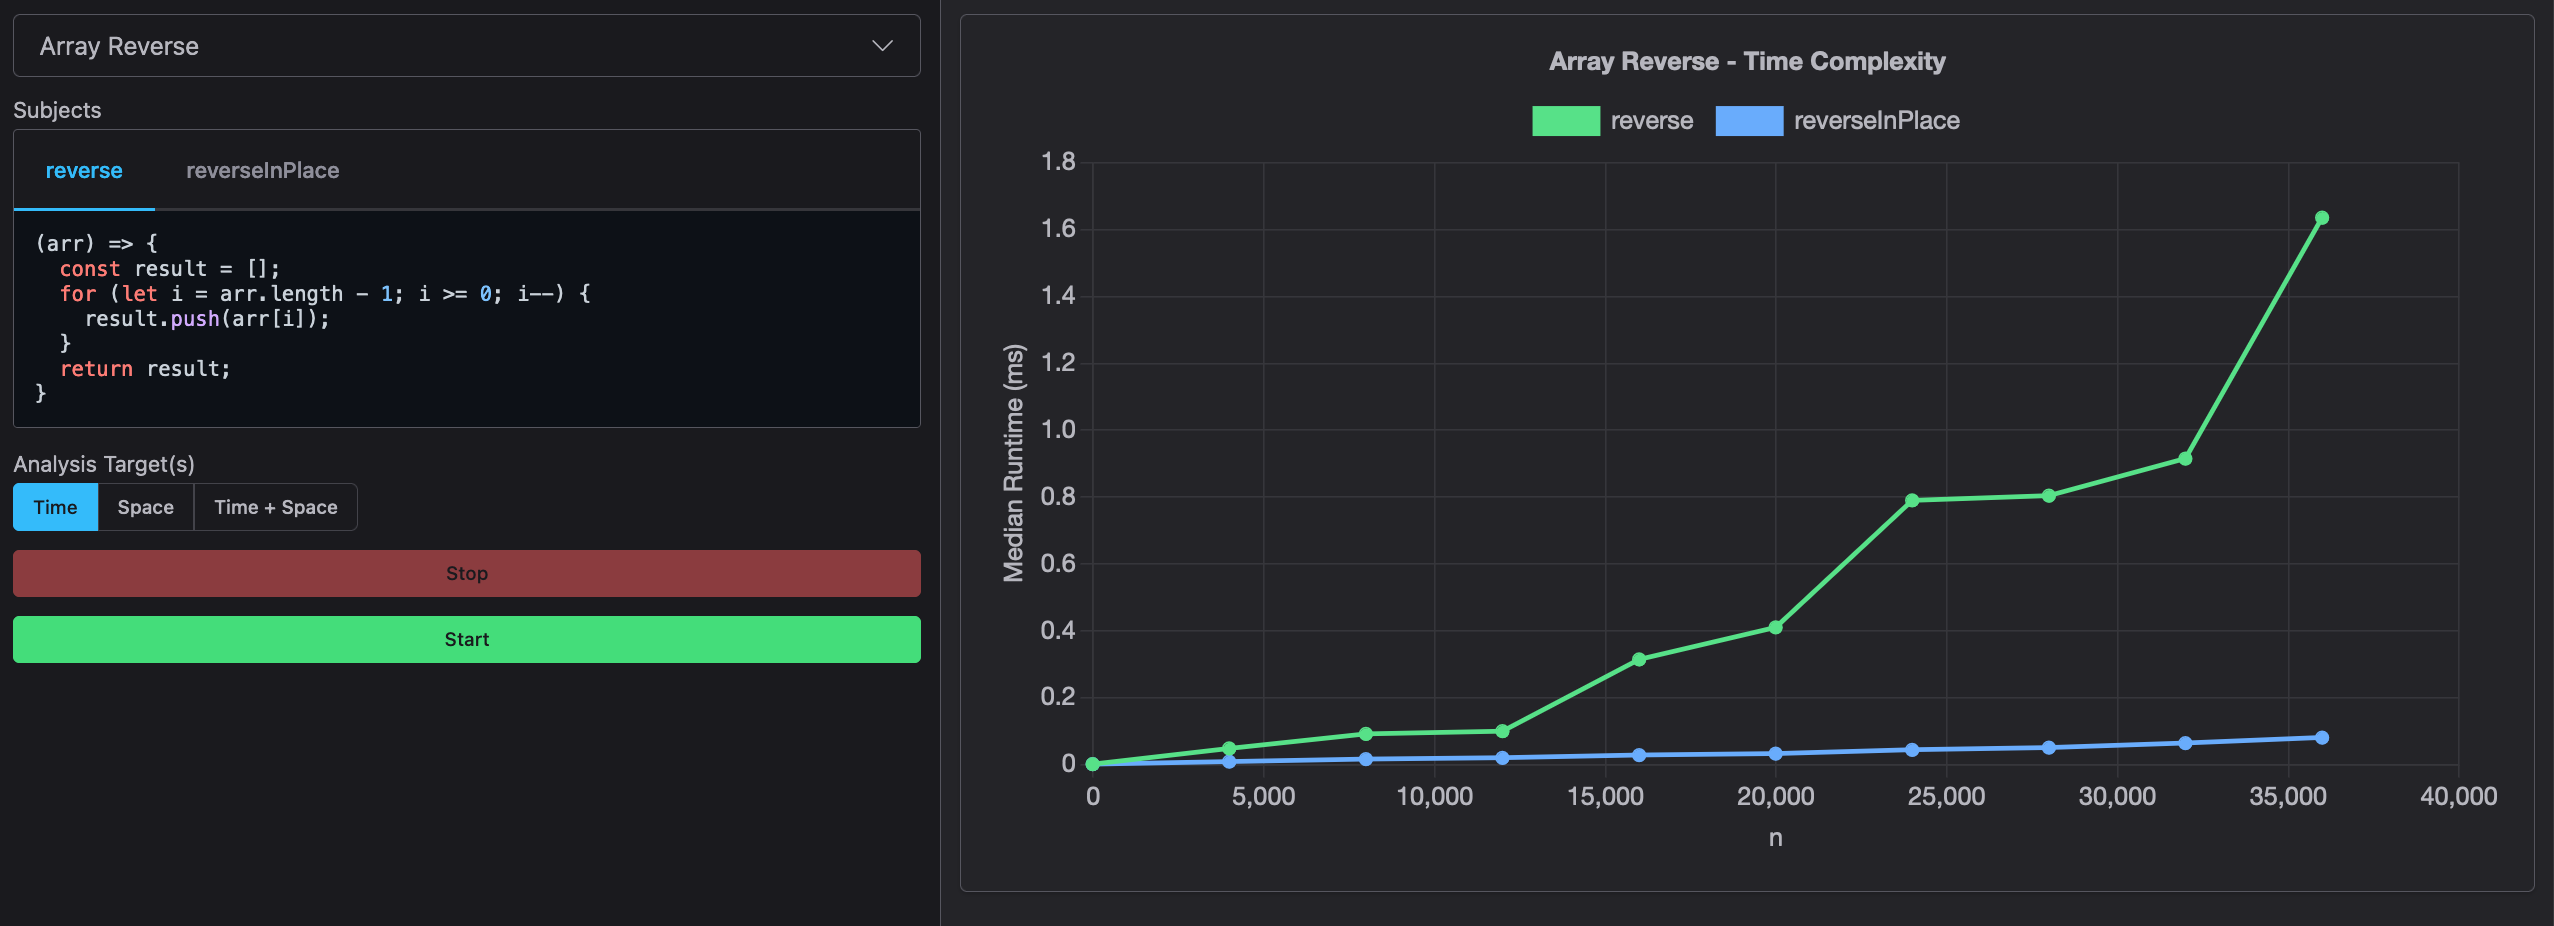 Array Reverse
Subjects
reverse reverseInPlace
(arr) => {
  const result = [];
  for (let i = arr.length - 1; i >= 0; i--) {
    result.push(arr[i]);
  }
  return result;
}
Analysis Target(s)
Time Space Time + Space
Stop
Start
Array Reverse - Time Complexity
reverse reverseInPlace
Median Runtime (ms)
1.8
1.6
1.4
1.2
1.0
0.8
0.6
0.4
0.2
0
0 5,000 10,000 15,000 20,000 25,000 30,000 35,000 40,000
n